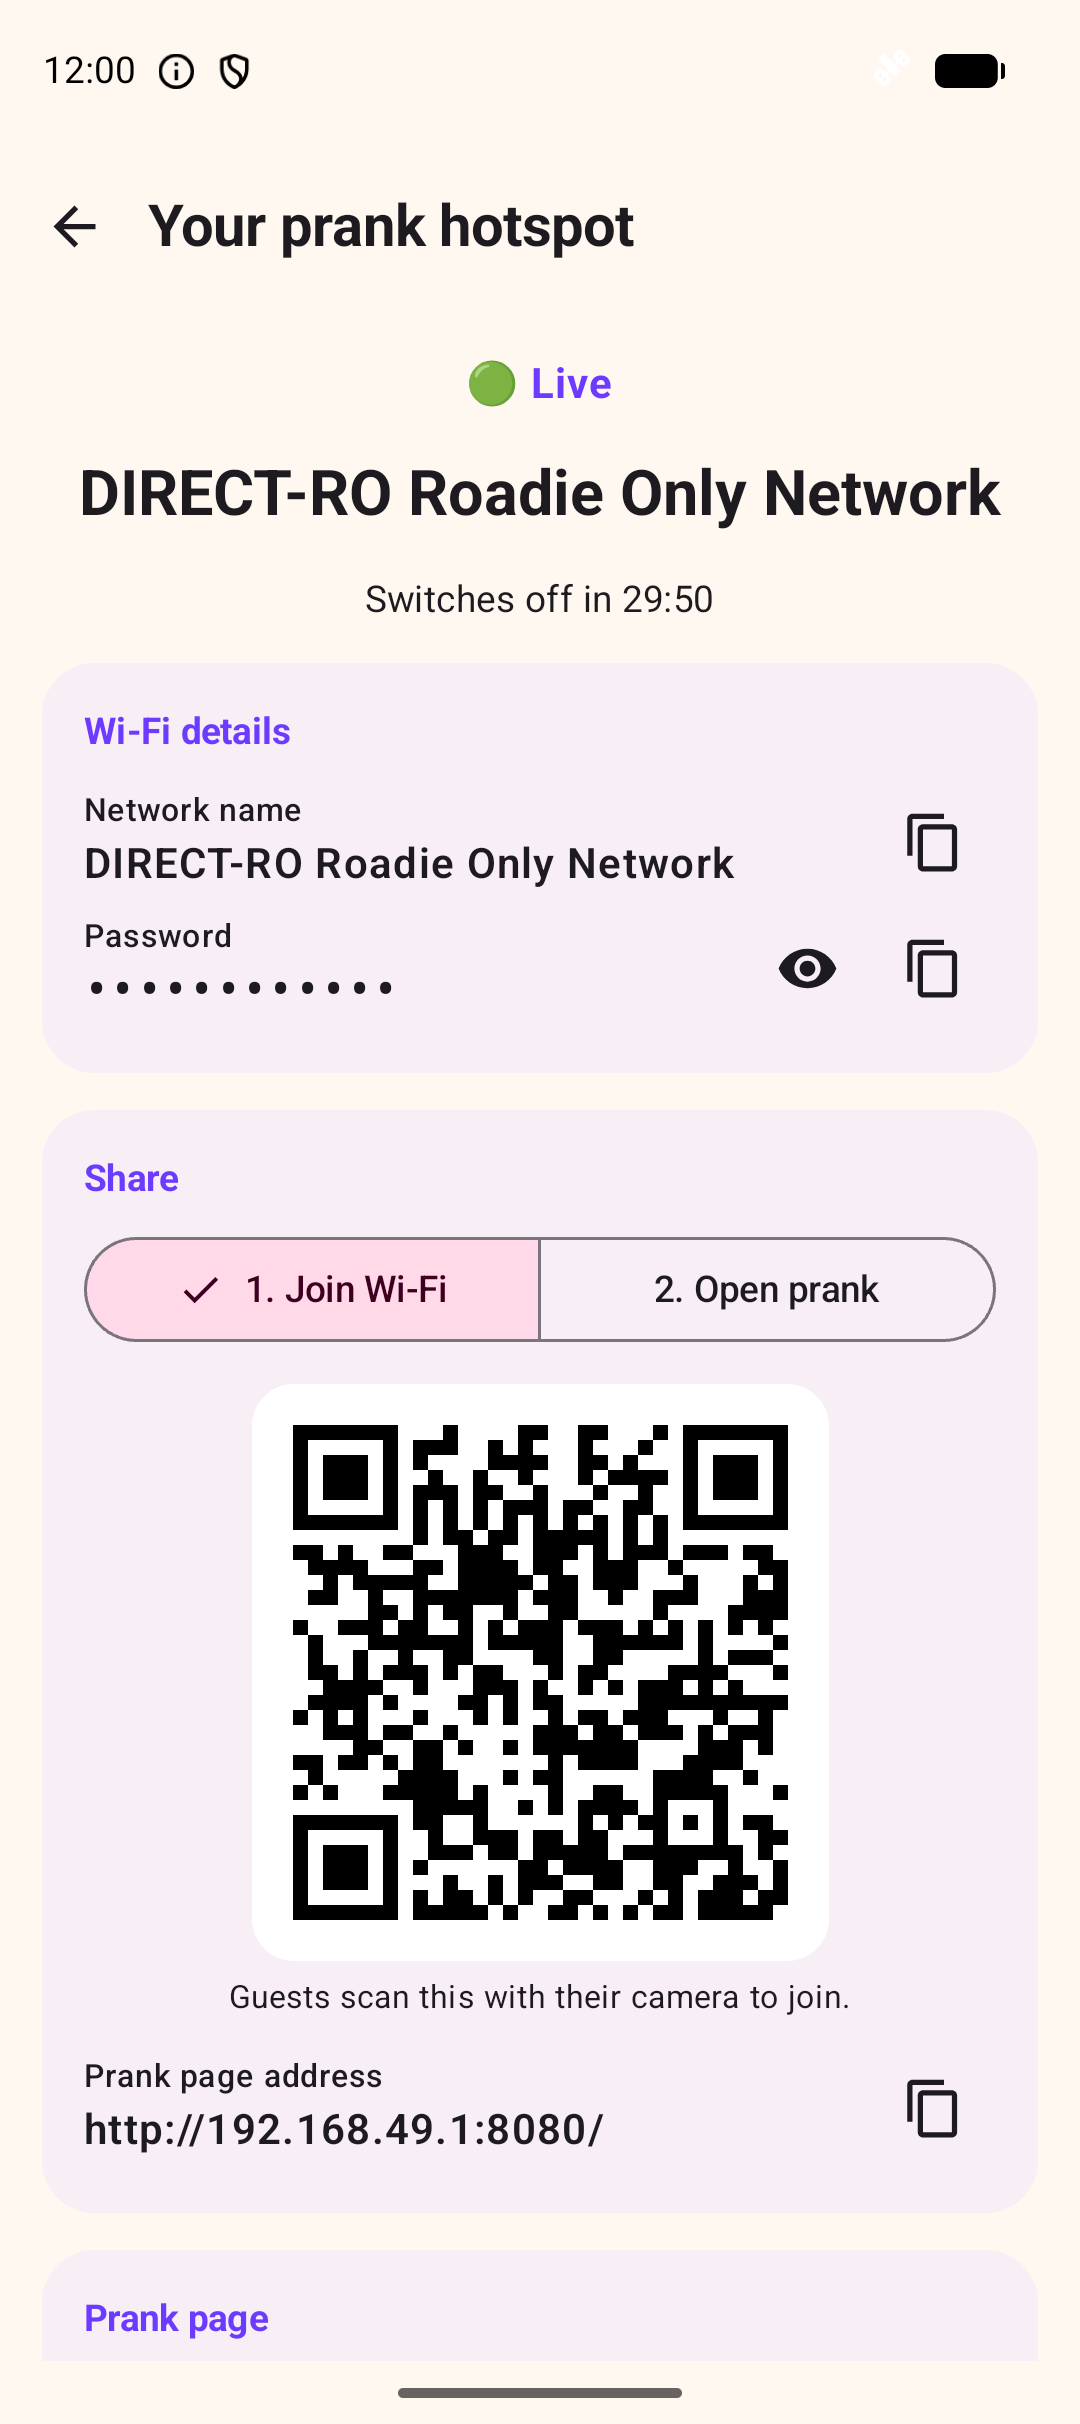 12:00
Your prank hotspot
Live
DIRECT-RO Roadie Only Network
Switches off in 29:50
Wi-Fi details
Network name
DIRECT-RO Roadie Only Network
Password
••••••••••••
Share
1. Join Wi-Fi
2. Open prank
Guests scan this with their camera to join.
Prank page address
http://192.168.49.1:8080/
Prank page